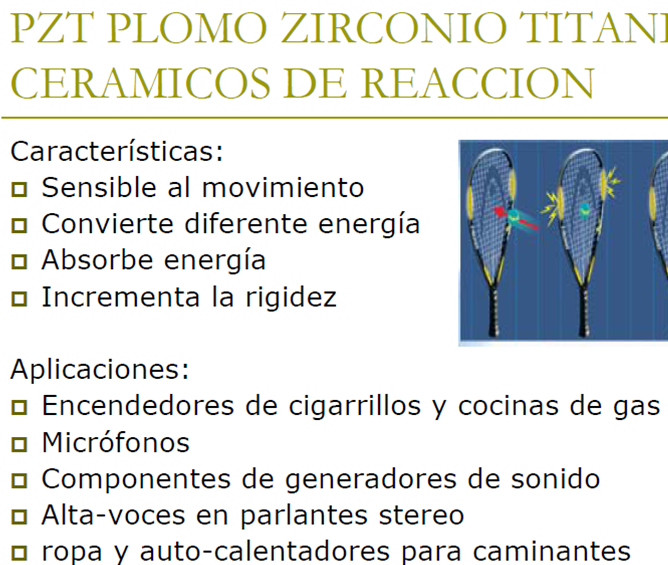 PZT PLOMO ZIRCONIO TITANI
CERAMICOS DE REACCION
Características:
Sensible al movimiento
Convierte diferente energía
Absorbe energía
Incrementa la rigidez
Aplicaciones:
Encendedores de cigarrillos y cocinas de gas
Micrófonos
Componentes de generadores de sonido
Alta-voces en parlantes stereo
ropa y auto-calentadores para caminantes